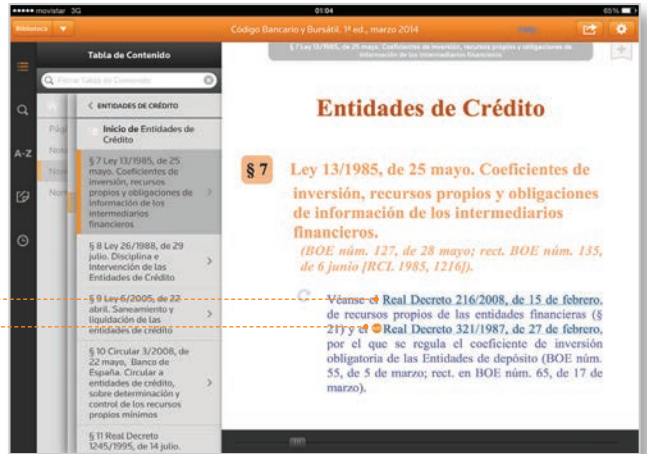 movistar 3G
01:04
65%
Biblioteca
Código Bancario y Bursátil. 1ª ed., marzo 2014
Tabla de Contenido
§ 7 Ley 13/1985, de 25 mayo. Coeficientes de inversión, recursos propios y obligaciones de
información de los intermediarios financieros
Filtrar Tabla de Contenido
ENTIDADES DE CRÉDITO
Inicio de Entidades de
Crédito
§ 7 Ley 13/1985, de 25
mayo. Coeficientes de
inversión, recursos
propios y obligaciones de
información de los
intermediarios
financieros
§ 8 Ley 26/1988, de 29
julio. Disciplina e
Intervención de las
Entidades de Crédito
§ 9 Ley 6/2005, de 22
abril. Saneamiento y
liquidación de las
entidades de crédito
§ 10 Circular 3/2008, de
22 mayo, Banco de
España. Circular a
entidades de crédito,
sobre determinación y
control de los recursos
propios mínimos
§ 11 Real Decreto
1245/1995, de 14 julio.
A-Z
Pági
Nota
Norm
Norm
Entidades de Crédito
§ 7
Ley 13/1985, de 25 mayo. Coeficientes de
inversión, recursos propios y obligaciones
de información de los intermediarios
financieros.
(BOE núm. 127, de 28 mayo; rect. BOE núm. 135,
de 6 junio [RCL 1985, 1216]).
Véanse el Real Decreto 216/2008, de 15 de febrero,
de recursos propios de las entidades financieras (§
21) y el Real Decreto 321/1987, de 27 de febrero,
por el que se regula el coeficiente de inversión
obligatoria de las Entidades de depósito (BOE núm.
55, de 5 de marzo; rect. en BOE núm. 65, de 17 de
marzo).